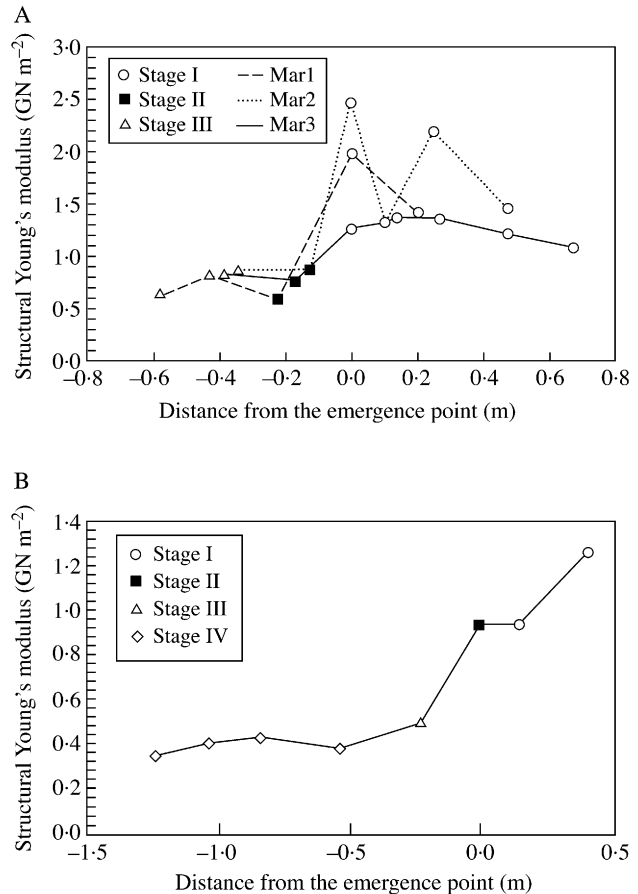 A
Structural Young's modulus (GN m⁻²)
3·0
2·5
2·0
1·5
1·0
0·5
0·0
Stage I
Stage II
Stage III
Mar1
Mar2
Mar3
–0·8 –0·6 –0·4 –0·2 0·0 0·2 0·4 0·6 0·8
Distance from the emergence point (m)
B
Structural Young's modulus (GN m⁻²)
1·4
1·2
1·0
0·8
0·6
0·4
0·2
0·0
Stage I
Stage II
Stage III
Stage IV
–1·5 –1·0 –0·5 0·0 0·5
Distance from the emergence point (m)